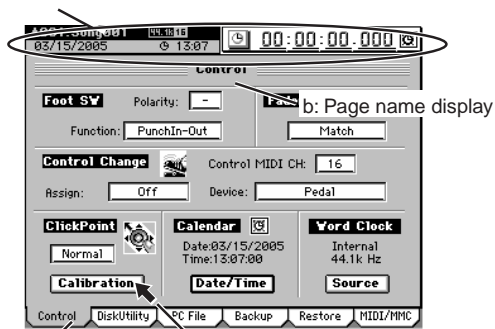 001:Song001 44.1k 16
03/15/2005 13:07 00:00:00.000
Control
b: Page name display
Foot SW Polarity: - Fade
Function: PunchIn-Out Match
Control Change Control MIDI CH: 16
Assign: Off Device: Pedal
ClickPoint Calendar Word Clock
Normal Date:03/15/2005 Internal
Time:13:07:00 44.1k Hz
Calibration Date/Time Source
Control DiskUtility PC File Backup Restore MIDI/MMC